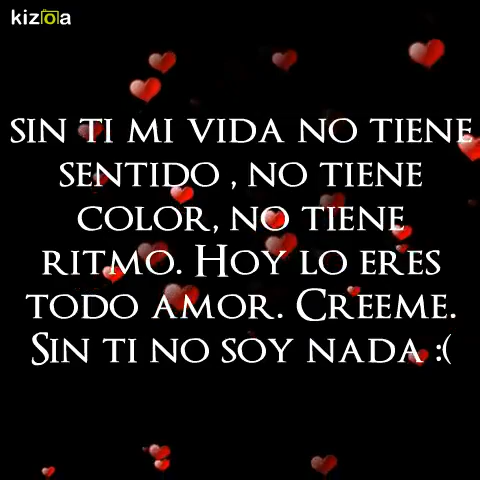 kizoa
sin ti mi vida no tiene
sentido , no tiene
color, no tiene
ritmo. Hoy lo eres
todo amor. Creeme.
Sin ti no soy nada :(